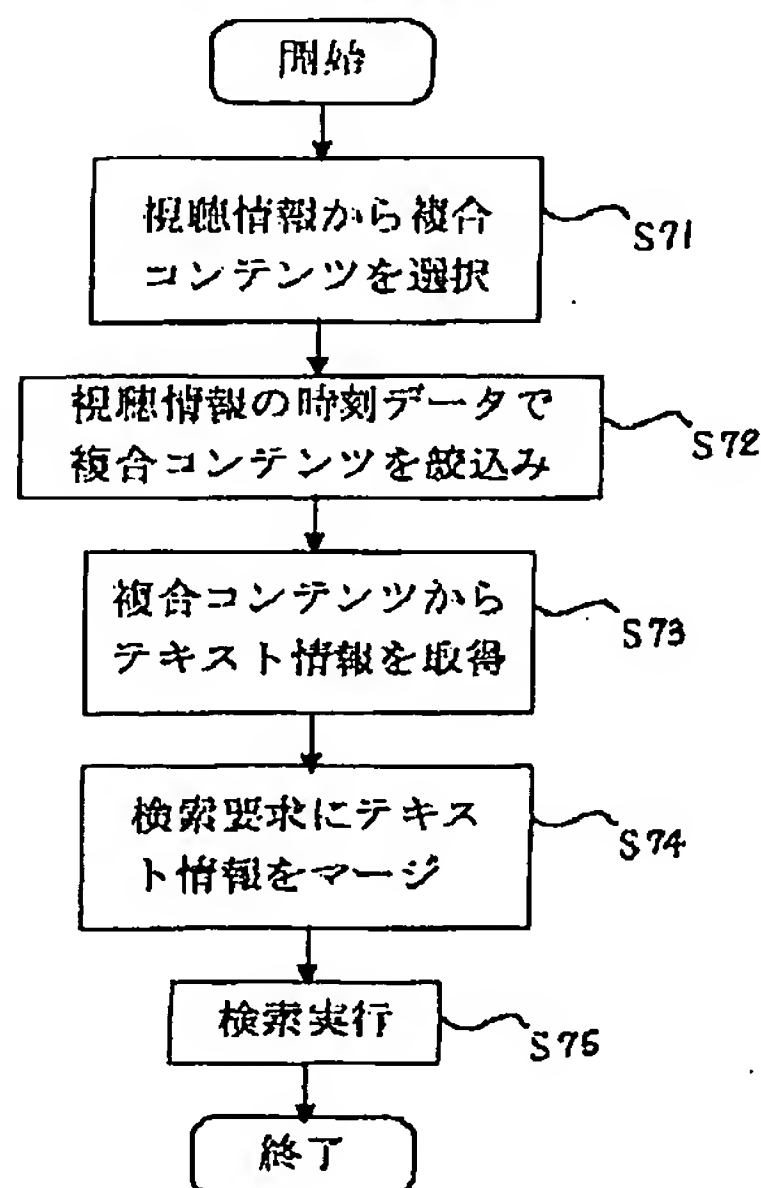 開始
視聴情報から複合
コンテンツを選択
S71
視聴情報の時刻データで
複合コンテンツを絞込み
S72
複合コンテンツから
テキスト情報を取得
S73
検索要求にテキス
ト情報をマージ
S74
検索実行
S75
終了